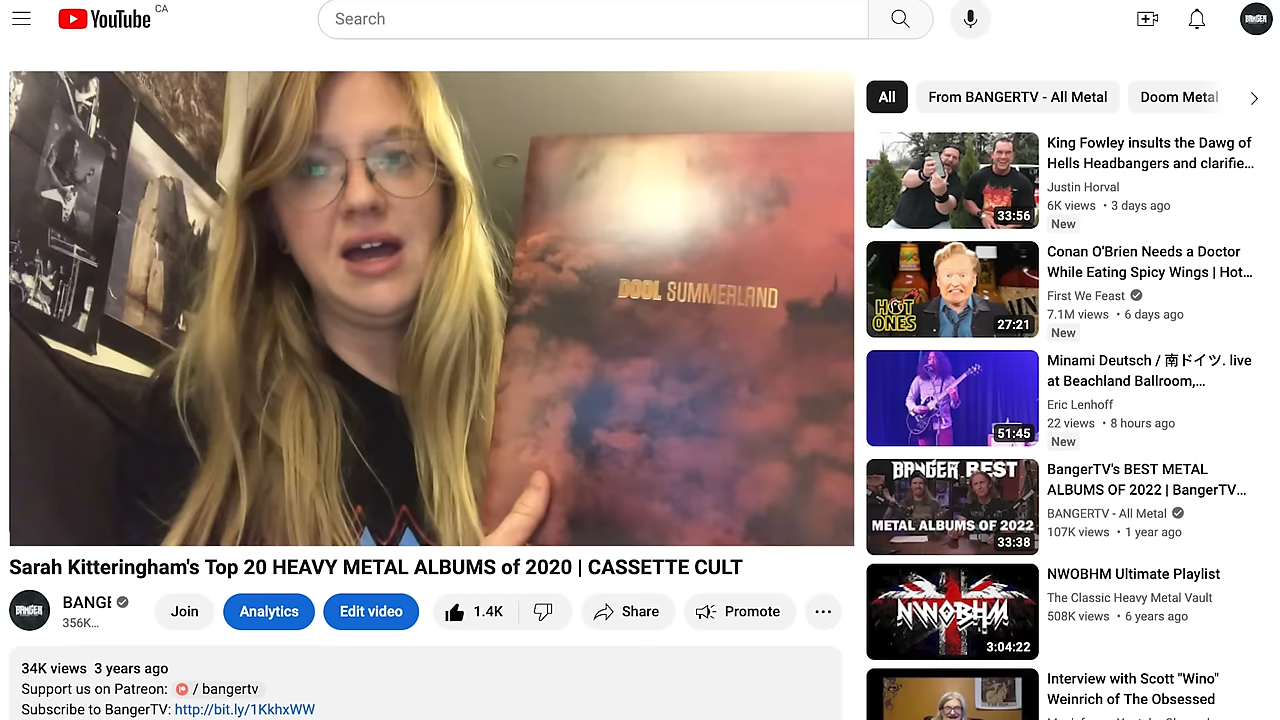 YouTube CA
Search
BANGER
DOOL SUMMERLAND
Sarah Kitteringham's Top 20 HEAVY METAL ALBUMS of 2020 | CASSETTE CULT
BANGER
BANGE
356K...
Join
Analytics
Edit video
1.4K
Share
Promote
34K views 3 years ago
Support us on Patreon: / bangertv
Subscribe to BangerTV: http://bit.ly/1KkhxWW
All
From BANGERTV - All Metal
Doom Metal
33:56
King Fowley insults the Dawg of
Hells Headbangers and clarifie...
Justin Horval
6K views • 3 days ago
New
HOT
ONES
27:21
Conan O'Brien Needs a Doctor
While Eating Spicy Wings | Hot...
First We Feast
7.1M views • 6 days ago
New
51:45
Minami Deutsch / 南ドイツ. live
at Beachland Ballroom,...
Eric Lenhoff
22 views • 8 hours ago
New
BANGER BEST
METAL ALBUMS OF 2022
33:38
BangerTV's BEST METAL
ALBUMS OF 2022 | BangerTV...
BANGERTV - All Metal
107K views • 1 year ago
NWOBHM
3:04:22
NWOBHM Ultimate Playlist
The Classic Heavy Metal Vault
508K views • 6 years ago
Interview with Scott "Wino"
Weinrich of The Obsessed